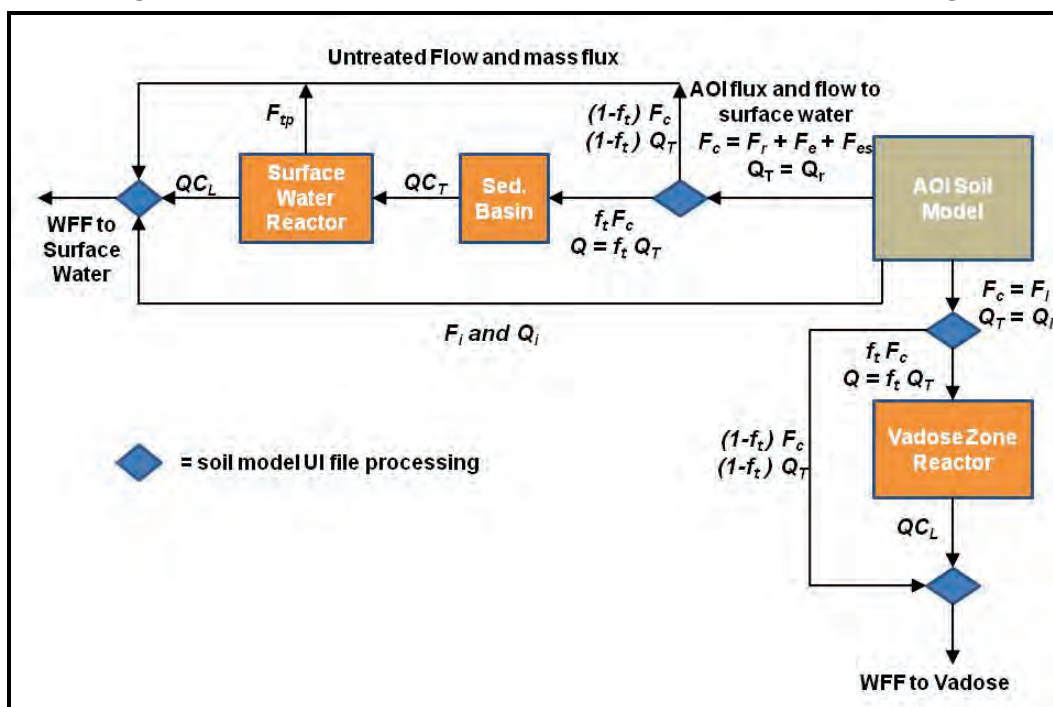 Untreated Flow and mass flux
AOI flux and flow to
surface water
F_c = F_r + F_e + F_es
Q_T = Q_r
(1-f_t) F_c
(1-f_t) Q_T
F_tp
AOI Soil
Model
Sed.
Basin
Surface
Water
Reactor
QC_T
QC_L
f_t F_c
Q = f_t Q_T
WFF to
Surface
Water
F_i and Q_i
F_c = F_l
Q_T = Q_l
f_t F_c
Q = f_t Q_T
(1-f_t) F_c
(1-f_t) Q_T
Vadose Zone
Reactor
= soil model UI file processing
QC_L
WFF to Vadose